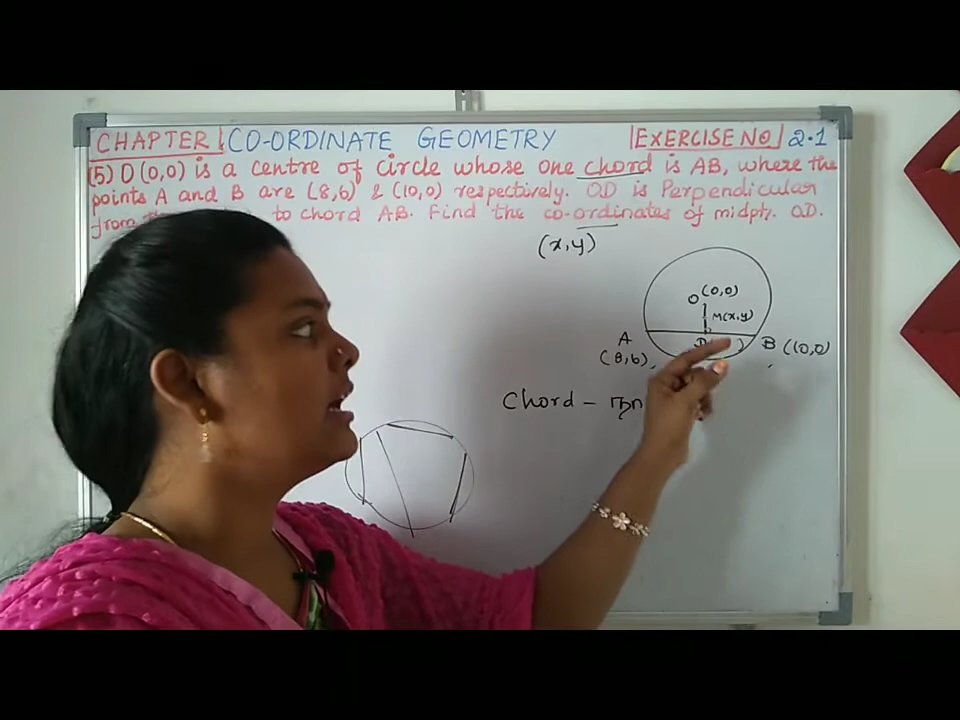 CHAPTER CO-ORDINATE GEOMETRY EXERCISE NO 2.1
(5) O (0,0) is a centre of circle whose one chord is AB, where the
points A and B are (8,6) & (10,0) respectively. OD is Perpendicular
from to chord AB. Find the co-ordinates of midpt. OD.
(x,y)
O (0,0)
M(x,y)
A D B (10,0)
(8,6)
Chord – நா